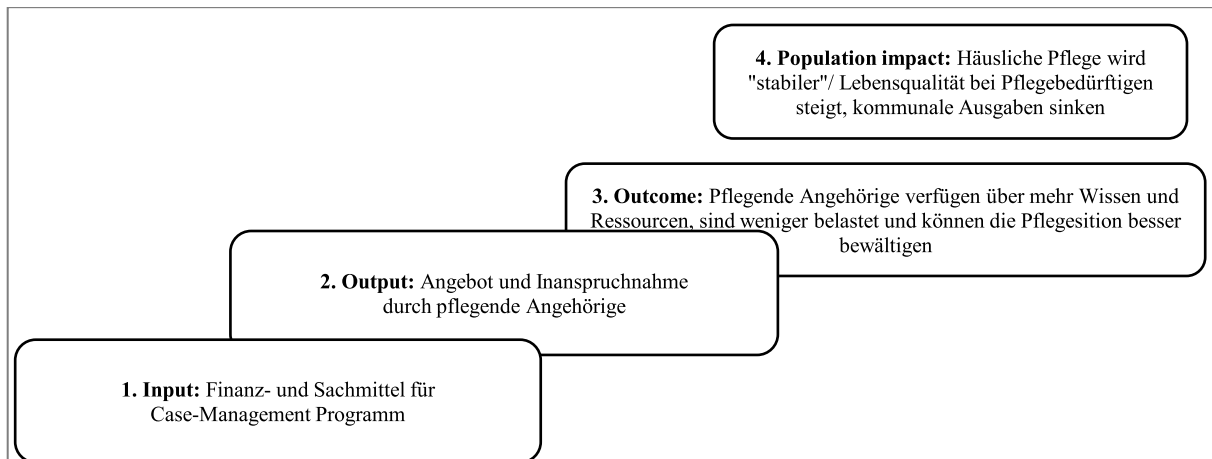 4. Population impact: Häusliche Pflege wird
"stabiler"/ Lebensqualität bei Pflegebedürftigen
steigt, kommunale Ausgaben sinken
3. Outcome: Pflegende Angehörige verfügen über mehr Wissen und
Ressourcen, sind weniger belastet und können die Pflegesition besser
bewältigen
2. Output: Angebot und Inanspruchnahme
durch pflegende Angehörige
1. Input: Finanz- und Sachmittel für
Case-Management Programm